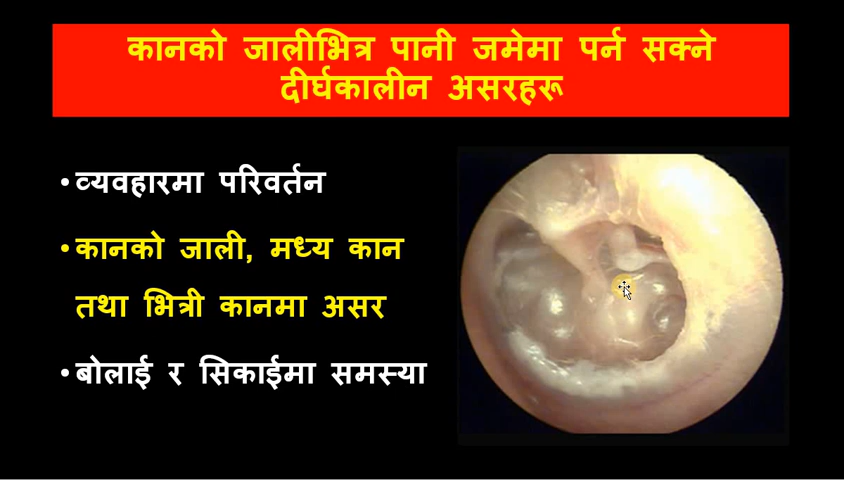 कानको जालीभित्र पानी जमेमा पर्न सक्ने
दीर्घकालीन असरहरू
•व्यवहारमा परिवर्तन
•कानको जाली, मध्य कान
तथा भित्री कानमा असर
•बोलाई र सिकाईमा समस्या